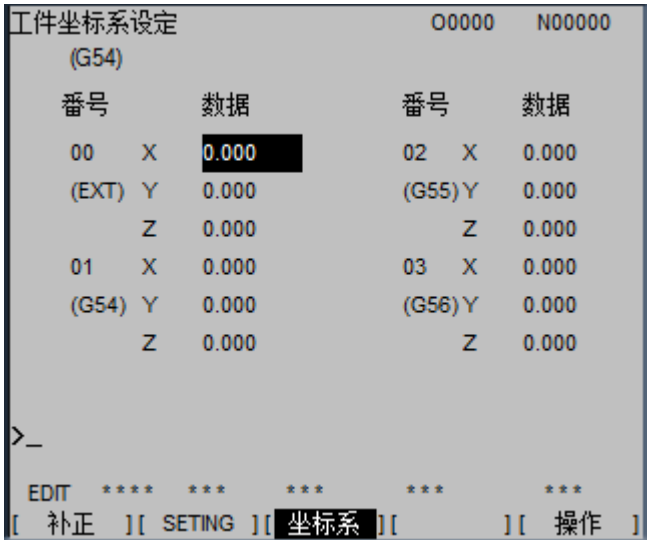 工件坐标系设定 O0000 N00000
(G54)
番号 数据 番号 数据
00 X 0.000 02 X 0.000
(EXT) Y 0.000 (G55) Y 0.000
Z 0.000 Z 0.000
01 X 0.000 03 X 0.000
(G54) Y 0.000 (G56) Y 0.000
Z 0.000 Z 0.000
>_
EDIT **** *** *** *** ***
[ 补正 ][ SETING ][ 坐标系 ][ ][ 操作 ]